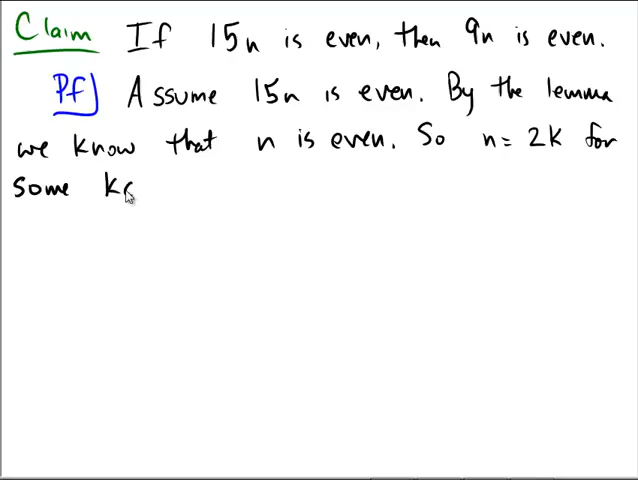 Claim If 15n is even, then 9n is even.
Pf Assume 15n is even. By the lemma
we know that n is even. So n = 2k for
some k